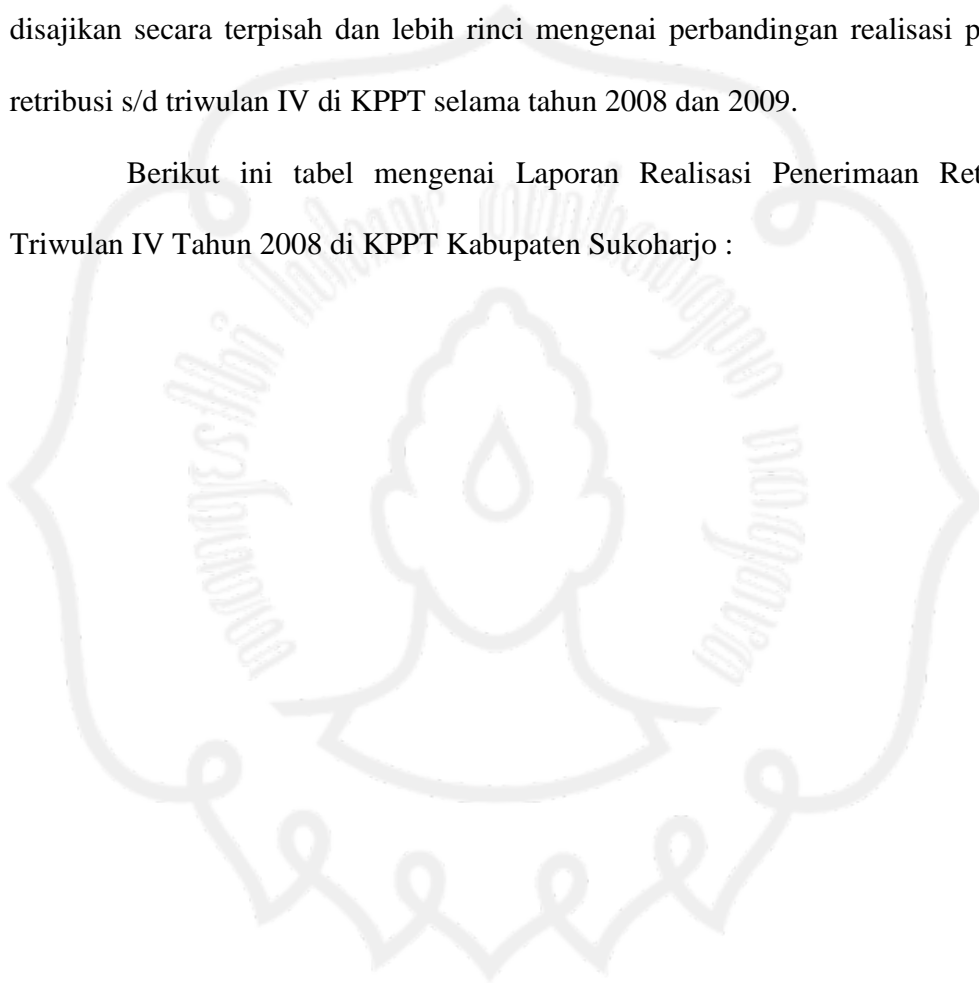 disajikan secara terpisah dan lebih rinci mengenai perbandingan realisasi p
retribusi s/d triwulan IV di KPPT selama tahun 2008 dan 2009.
Berikut ini tabel mengenai Laporan Realisasi Penerimaan Ret
Triwulan IV Tahun 2008 di KPPT Kabupaten Sukoharjo :